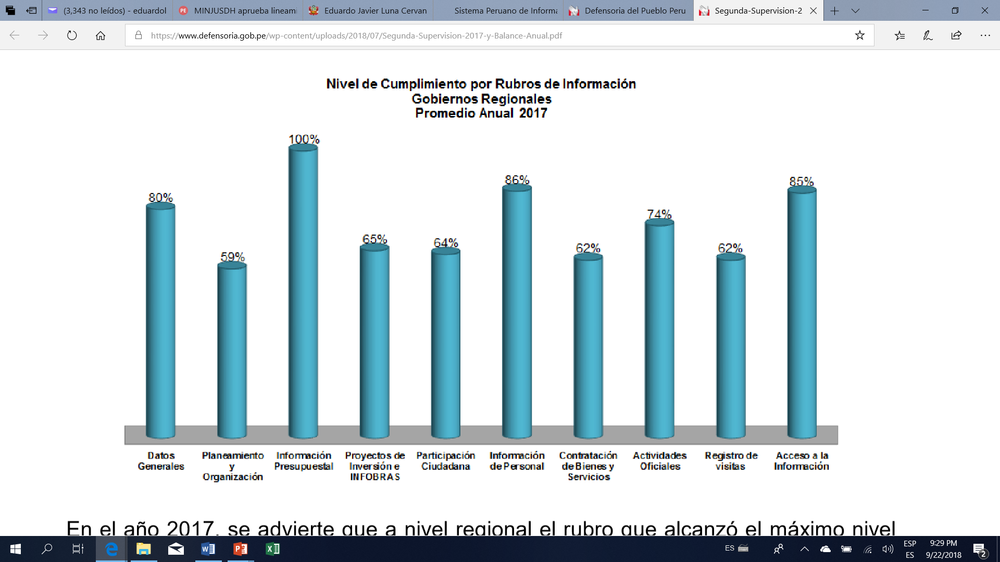 (3,343 no leídos) - eduardol
PE MINJUSDH aprueba lineami
Eduardo Javier Luna Cervan
Sistema Peruano de Informa
Defensoria del Pueblo Peru
Segunda-Supervision-2
https://www.defensoria.gob.pe/wp-content/uploads/2018/07/Segunda-Supervision-2017-y-Balance-Anual.pdf
Nivel de Cumplimiento por Rubros de Información
Gobiernos Regionales
Promedio Anual 2017
80%
59%
100%
65%
64%
86%
62%
74%
62%
85%
Datos
Generales
Planeamiento
y
Organización
Información
Presupuestal
Proyectos de
Inversión e
INFOBRAS
Participación
Ciudadana
Información
de Personal
Contratación
de Bienes y
Servicios
Actividades
Oficiales
Registro de
visitas
Acceso a la
Información
En el año 2017, se advierte que a nivel regional el rubro que alcanzó el máximo nivel
ES
ESP
ES
9:29 PM
9/22/2018
2